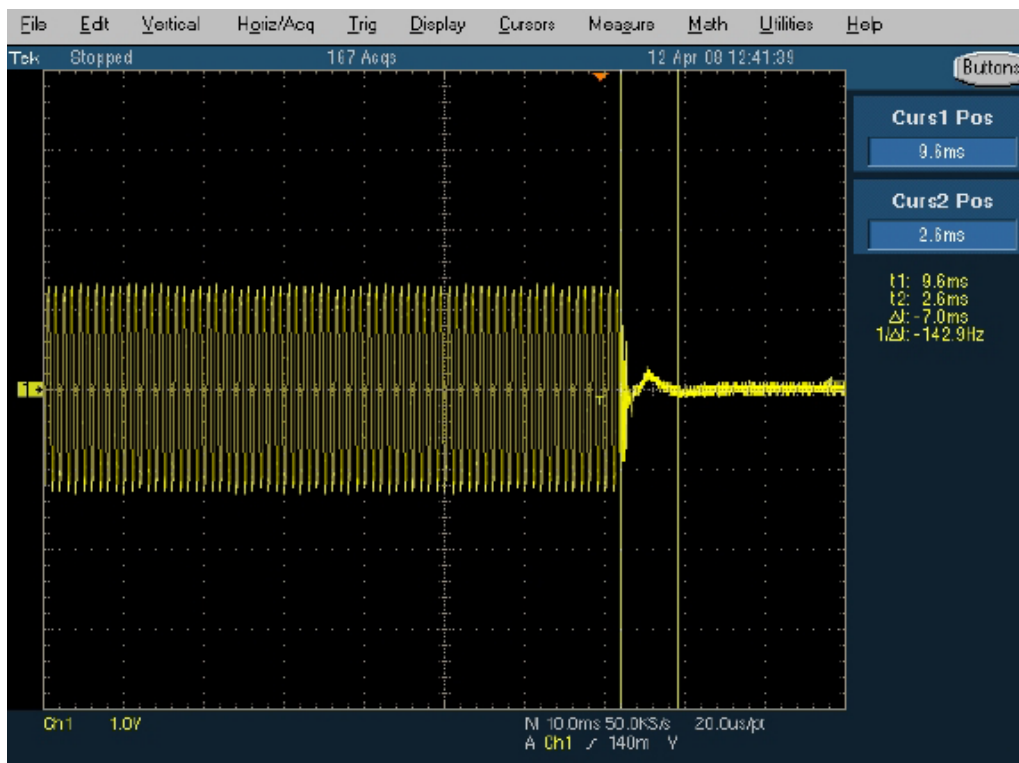 File Edit Vertical Horiz/Acq Trig Display Cursors Measure Math Utilities Help
Tek Stopped 167 Acqs 12 Apr 08 12:41:39
Buttons
Curs1 Pos
9.6ms
Curs2 Pos
2.6ms
t1: 9.6ms
t2: 2.6ms
Δt: -7.0ms
1/Δt: -142.9Hz
1
T
Ch1 1.0V
M 10.0ms 50.0KS/s 20.0us/pt
A Ch1 / 140m V